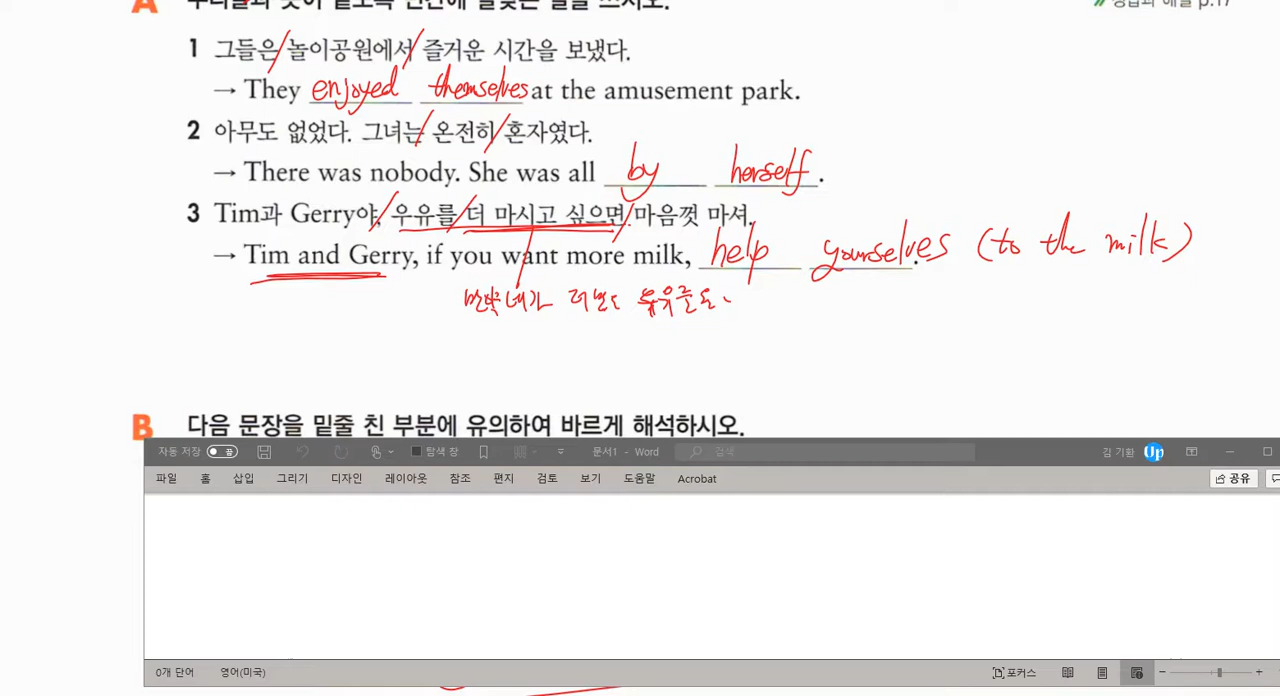 A 우리말과 뜻이 같도록 빈칸에 알맞은 말을 쓰시오.
정답과 해설 p.17
1 그들은/ 놀이공원에서/ 즐거운 시간을 보냈다.
→ They enjoyed themselves at the amusement park.
2 아무도 없었다. 그녀는/ 온전히/ 혼자였다.
→ There was nobody. She was all by herself.
3 Tim과 Gerry야,/ 우유를/ 더 마시고 싶으면/ 마음껏 마셔.
→ Tim and Gerry, if you want more milk, help yourselves (to the milk).
만약 네가 우유를
B 다음 문장을 밑줄 친 부분에 유의하여 바르게 해석하시오.
자동 저장 끔 탐색 창 문서1 - Word 검색 김 기환 Up
파일 홈 삽입 그리기 디자인 레이아웃 참조 편지 검토 보기 도움말 Acrobat 공유
0개 단어 영어(미국) 포커스